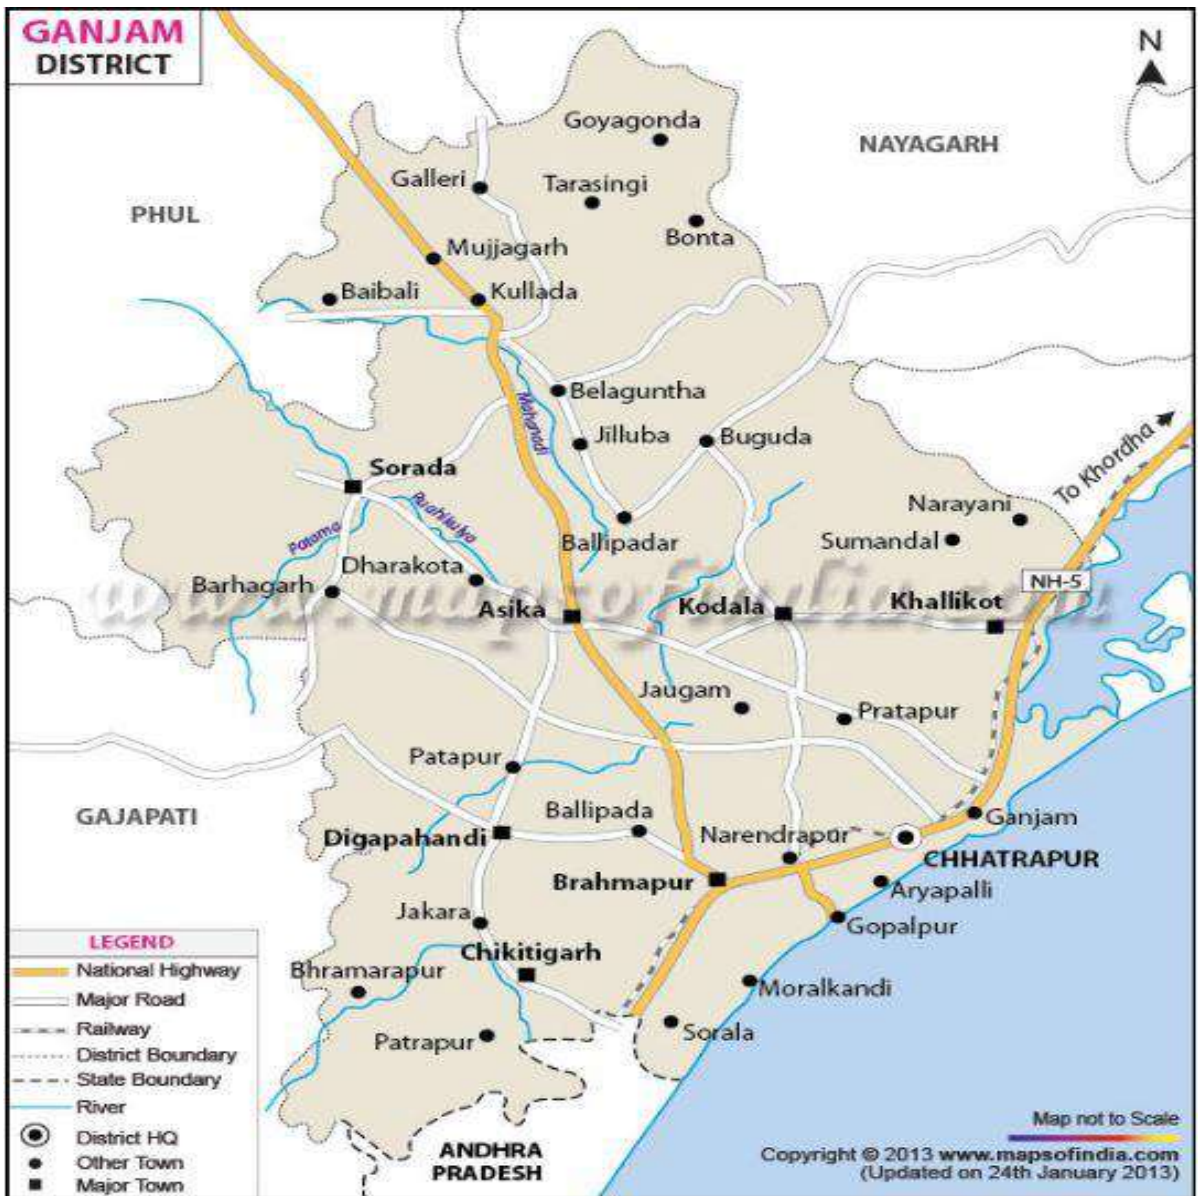 GANJAM
DISTRICT
N
Goyagonda
NAYAGARH
Galleri
Tarasingi
PHUL
Bonta
Mujjagarh
Baibali
Kullada
Belaguntha
Mahanadi
Jilluba
Buguda
To Khordha
Sorada
Narayani
Ballipadar
Sumandal
Dharakota
Barhagarh
NH-5
www.mapsofindia.com
Asika
Kodala
Khallikot
Jaugam
Pratapur
Patapur
GAJAPATI
Ballipada
Ganjam
Digapahandi
Narendrapur
CHHATRAPUR
Brahmapur
Aryapalli
Jakara
Gopalpur
Chikitigarh
Bhramarapur
Moralkandi
Sorala
Patrapur
LEGEND
National Highway
Major Road
Railway
District Boundary
State Boundary
River
District HQ
Other Town
Major Town
ANDHRA
PRADESH
Map not to Scale
Copyright © 2013 www.mapsofindia.com
(Updated on 24th January 2013)